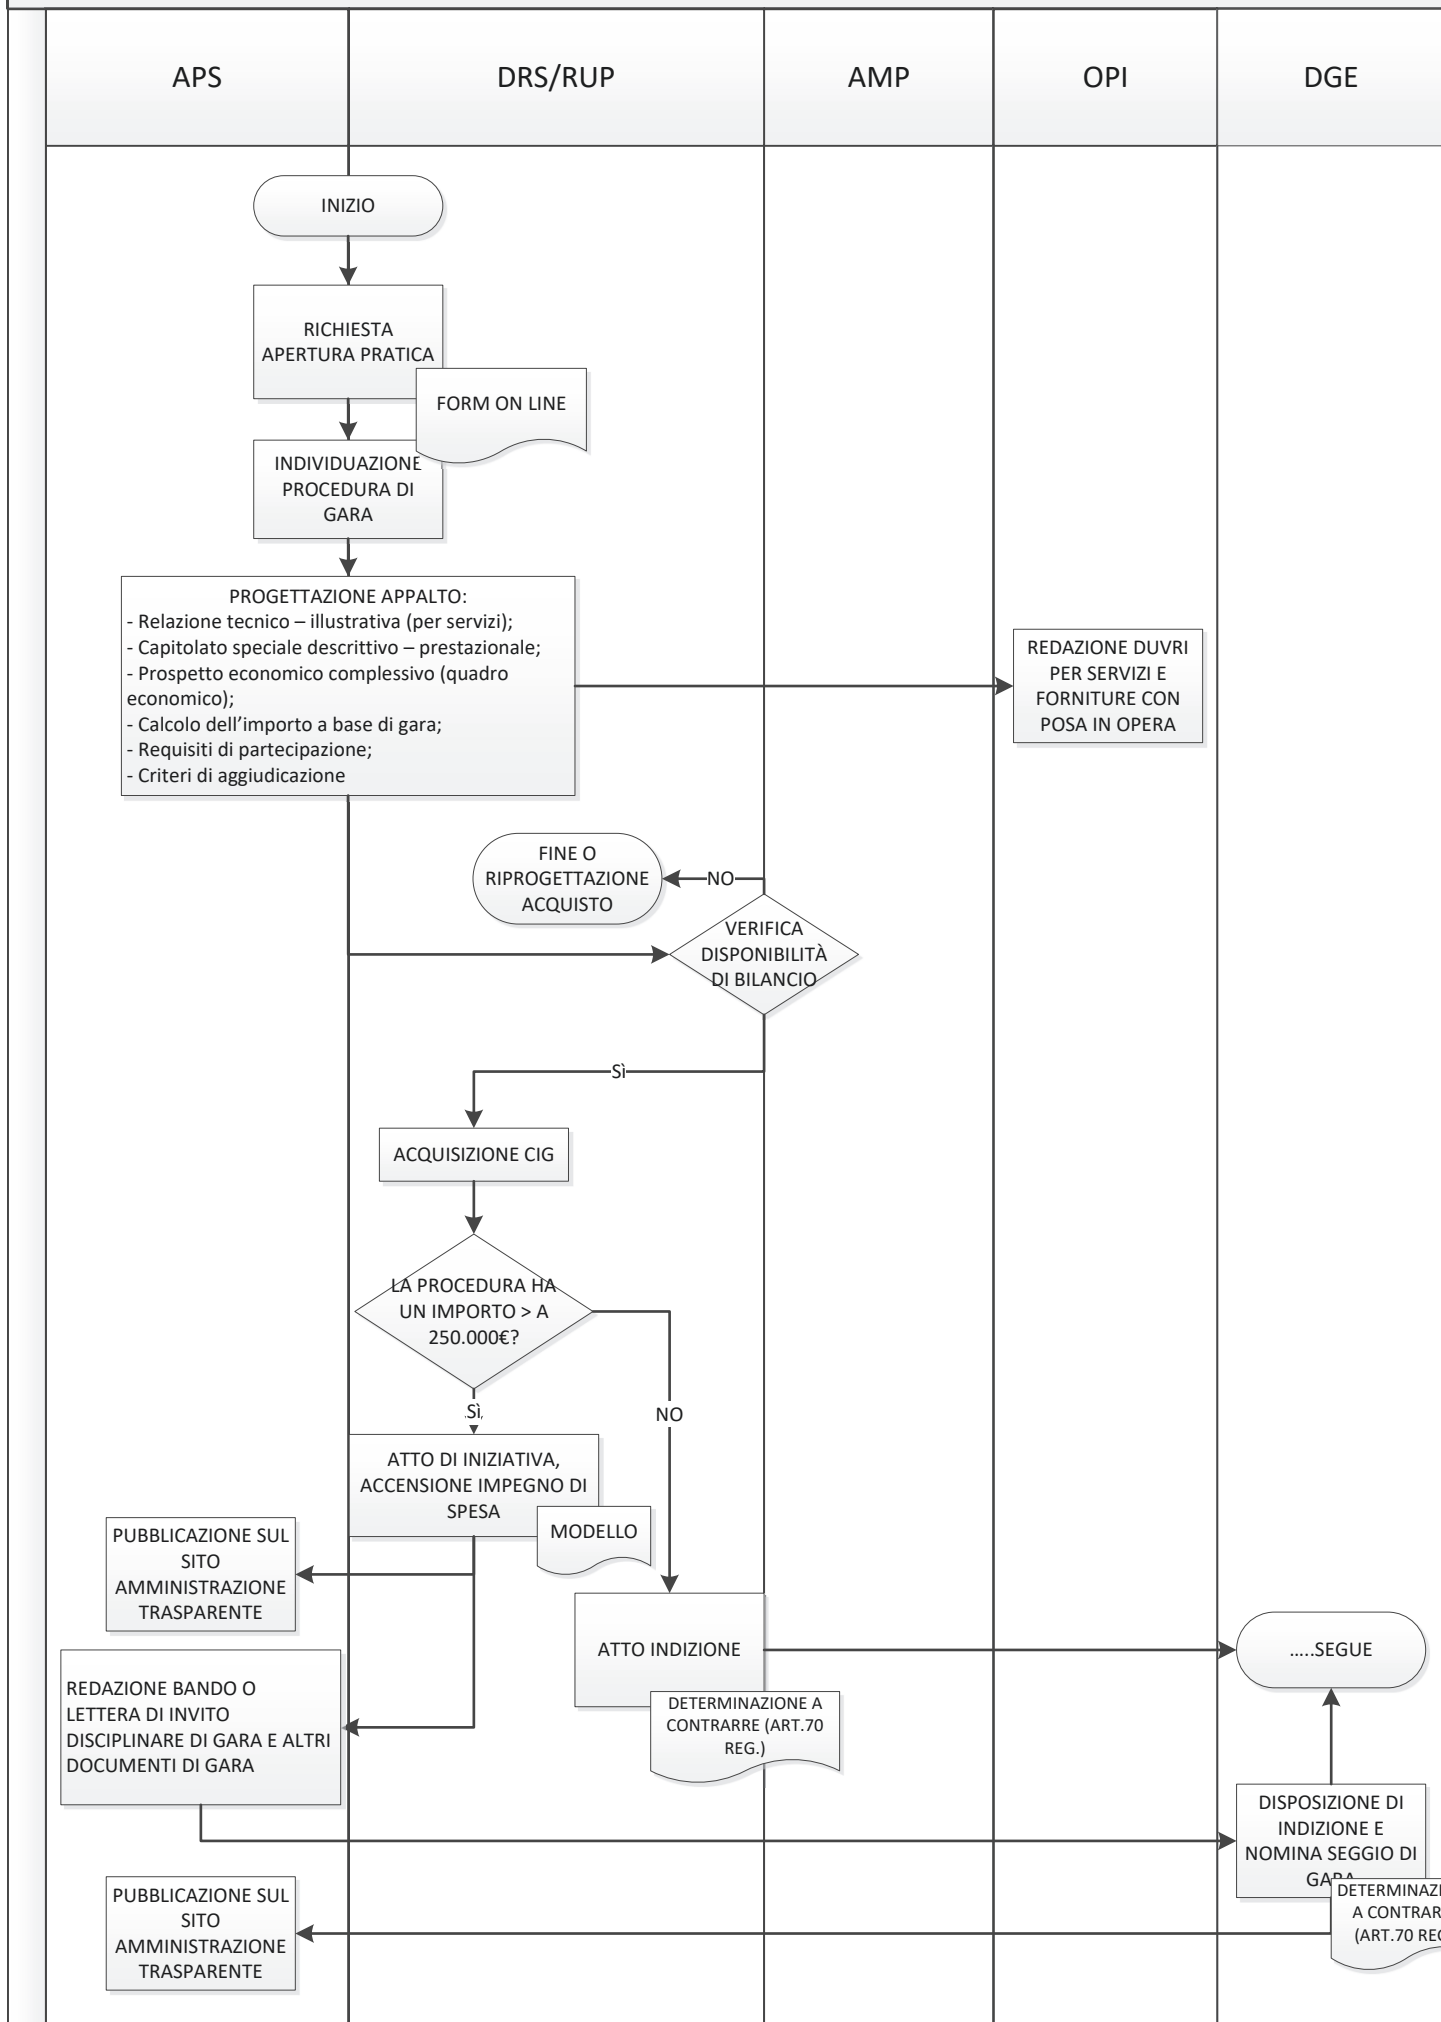 APS
DRS/RUP
AMP
OPI
DGE
INIZIO
RICHIESTA
APERTURA PRATICA
FORM ON LINE
INDIVIDUAZIONE
PROCEDURA DI
GARA
PROGETTAZIONE APPALTO:
- Relazione tecnico – illustrativa (per servizi);
- Capitolato speciale descrittivo – prestazionale;
- Prospetto economico complessivo (quadro
economico);
- Calcolo dell’importo a base di gara;
- Requisiti di partecipazione;
- Criteri di aggiudicazione
REDAZIONE DUVRI
PER SERVIZI E
FORNITURE CON
POSA IN OPERA
FINE O
RIPROGETTAZIONE
ACQUISTO
NO
VERIFICA
DISPONIBILITÀ
DI BILANCIO
Sì
ACQUISIZIONE CIG
LA PROCEDURA HA
UN IMPORTO > A
250.000€?
Sì
NO
ATTO DI INIZIATIVA,
ACCENSIONE IMPEGNO DI
SPESA
MODELLO
PUBBLICAZIONE SUL
SITO
AMMINISTRAZIONE
TRASPARENTE
ATTO INDIZIONE
DETERMINAZIONE A
CONTRARRE (ART.70
REG.)
.....SEGUE
REDAZIONE BANDO O
LETTERA DI INVITO
DISCIPLINARE DI GARA E ALTRI
DOCUMENTI DI GARA
DISPOSIZIONE DI
INDIZIONE E
NOMINA SEGGIO DI
GARA
DETERMINAZI
A CONTRAR
(ART.70 REG
PUBBLICAZIONE SUL
SITO
AMMINISTRAZIONE
TRASPARENTE